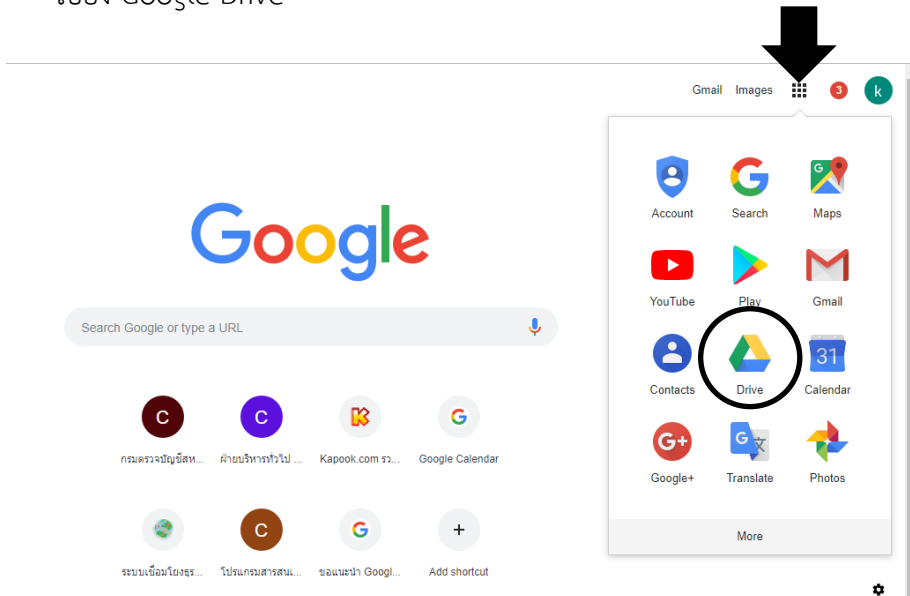 Google Drive
Gmail Images 3 k
Account Search Maps
YouTube Play Gmail
31
Contacts Drive Calendar
G+ G 文
Google+ Translate Photos
More
Google
Search Google or type a URL
C C K G
กรมตรวจบัญชีสห... ฝ่ายบริหารทั่วไป ... Kapook.com รว... Google Calendar
C G +
ระบบเชื่อมโยงธุร... โปรแกรมสารสนเ... ขอแนะนำ Googl... Add shortcut